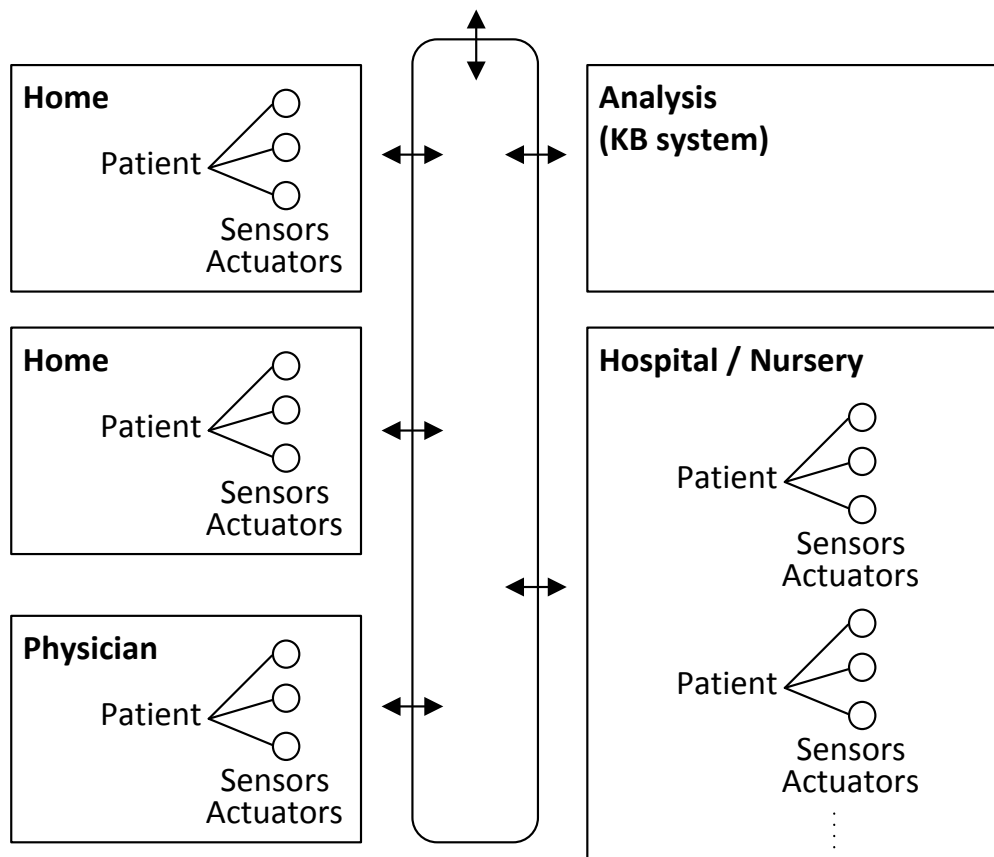 Home
Patient
Sensors
Actuators
Home
Patient
Sensors
Actuators
Physician
Patient
Sensors
Actuators
Analysis
(KB system)
Hospital / Nursery
Patient
Sensors
Actuators
Patient
Sensors
Actuators